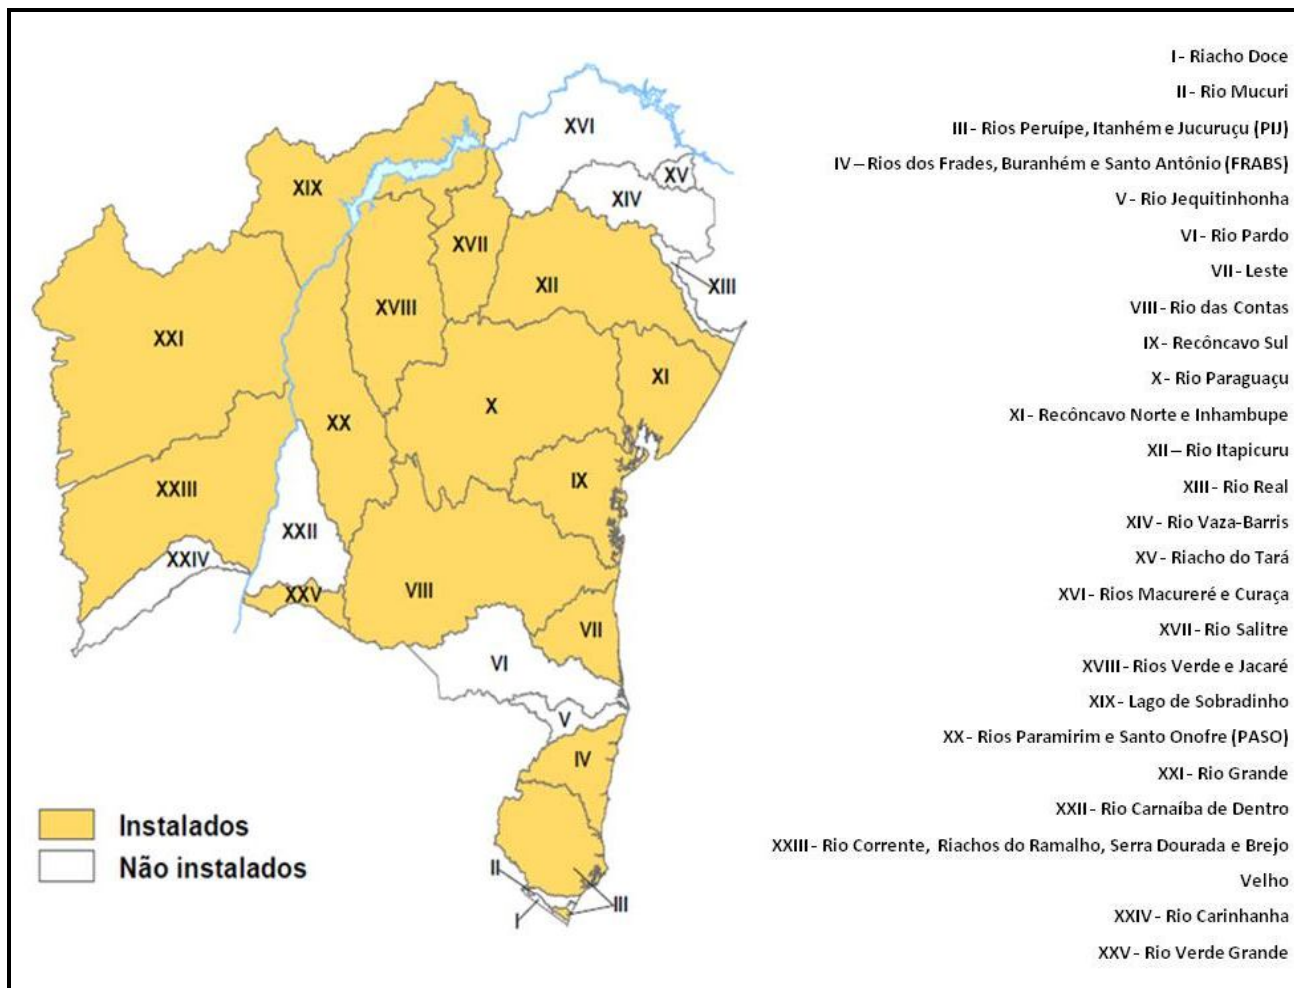 XVI
XV
XIX
XIV
XVII
XII
XIII
XVIII
XXI
XI
X
XX
IX
XXIII
XXII
XXIV
XXV
VIII
VII
VI
V
IV
Instalados
Não instalados
II
III
I
I - Riacho Doce
II - Rio Mucuri
III - Rios Peruípe, Itanhém e Jucuruçu (PIJ)
IV – Rios dos Frades, Buranhém e Santo Antônio (FRABS)
V - Rio Jequitinhonha
VI - Rio Pardo
VII - Leste
VIII - Rio das Contas
IX - Recôncavo Sul
X - Rio Paraguaçu
XI - Recôncavo Norte e Inhambupe
XII – Rio Itapicuru
XIII - Rio Real
XIV - Rio Vaza-Barris
XV - Riacho do Tará
XVI - Rios Macureré e Curaça
XVII - Rio Salitre
XVIII - Rios Verde e Jacaré
XIX - Lago de Sobradinho
XX - Rios Paramirim e Santo Onofre (PASO)
XXI - Rio Grande
XXII - Rio Carnaíba de Dentro
XXIII - Rio Corrente, Riachos do Ramalho, Serra Dourada e Brejo
Velho
XXIV - Rio Carinhanha
XXV - Rio Verde Grande